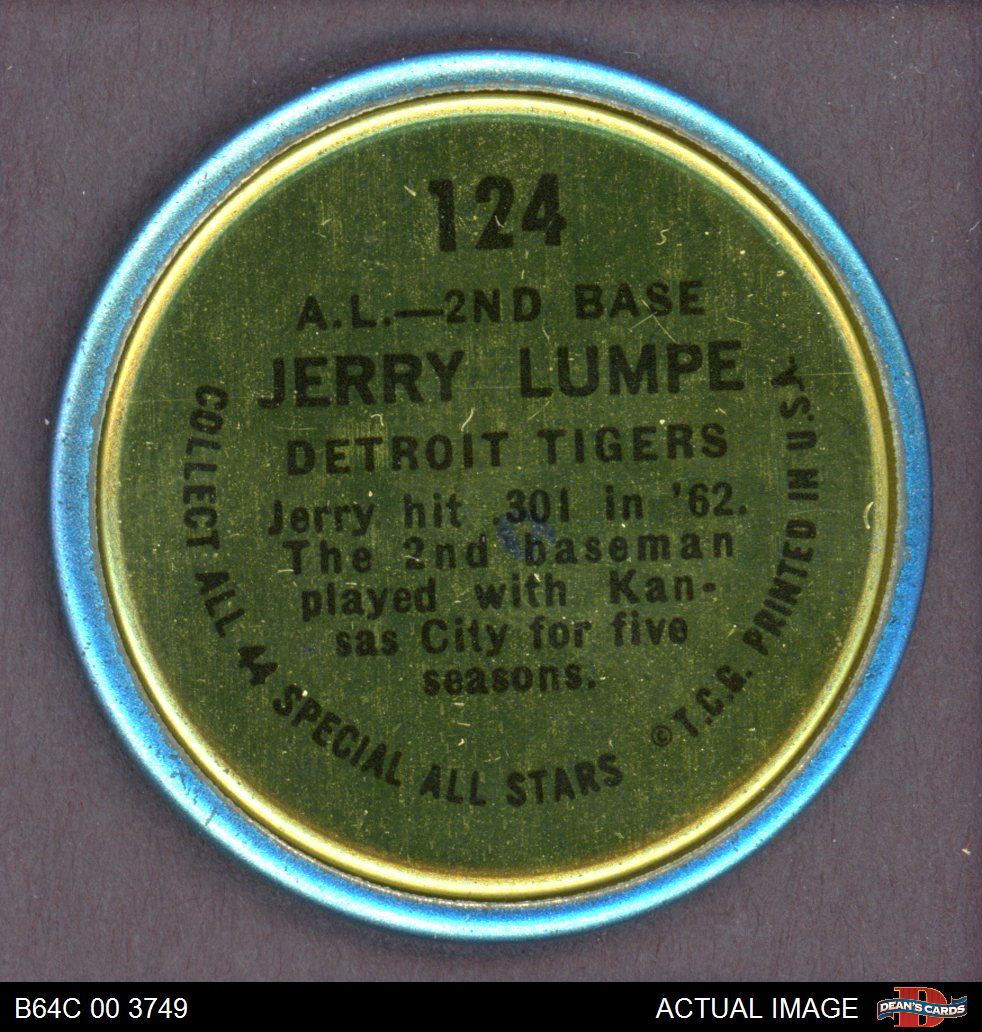 124
A.L.—2ND BASE
JERRY LUMPE
DETROIT TIGERS
Jerry hit .301 in '62.
The 2nd baseman
played with Kan-
sas City for five
seasons.
COLLECT ALL 44 SPECIAL ALL STARS
© T.C.G. PRINTED IN U.S.A.
B64C 00 3749
ACTUAL IMAGE
DEAN'S CARDS